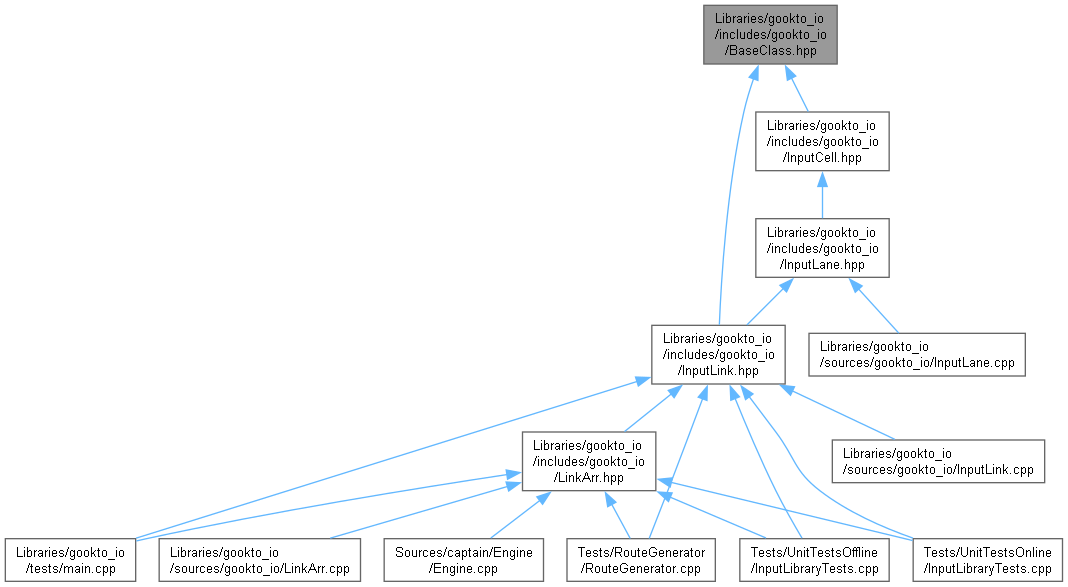 Libraries/gookto_io
/includes/gookto_io
/BaseClass.hpp
Libraries/gookto_io
/includes/gookto_io
/InputCell.hpp
Libraries/gookto_io
/includes/gookto_io
/InputLane.hpp
Libraries/gookto_io
/includes/gookto_io
/InputLink.hpp
Libraries/gookto_io
/sources/gookto_io/InputLane.cpp
Libraries/gookto_io
/includes/gookto_io
/LinkArr.hpp
Libraries/gookto_io
/sources/gookto_io/InputLink.cpp
Libraries/gookto_io
/tests/main.cpp
Libraries/gookto_io
/sources/gookto_io/LinkArr.cpp
Sources/captain/Engine
/Engine.cpp
Tests/RouteGenerator
/RouteGenerator.cpp
Tests/UnitTestsOffline
/InputLibraryTests.cpp
Tests/UnitTestsOnline
/InputLibraryTests.cpp